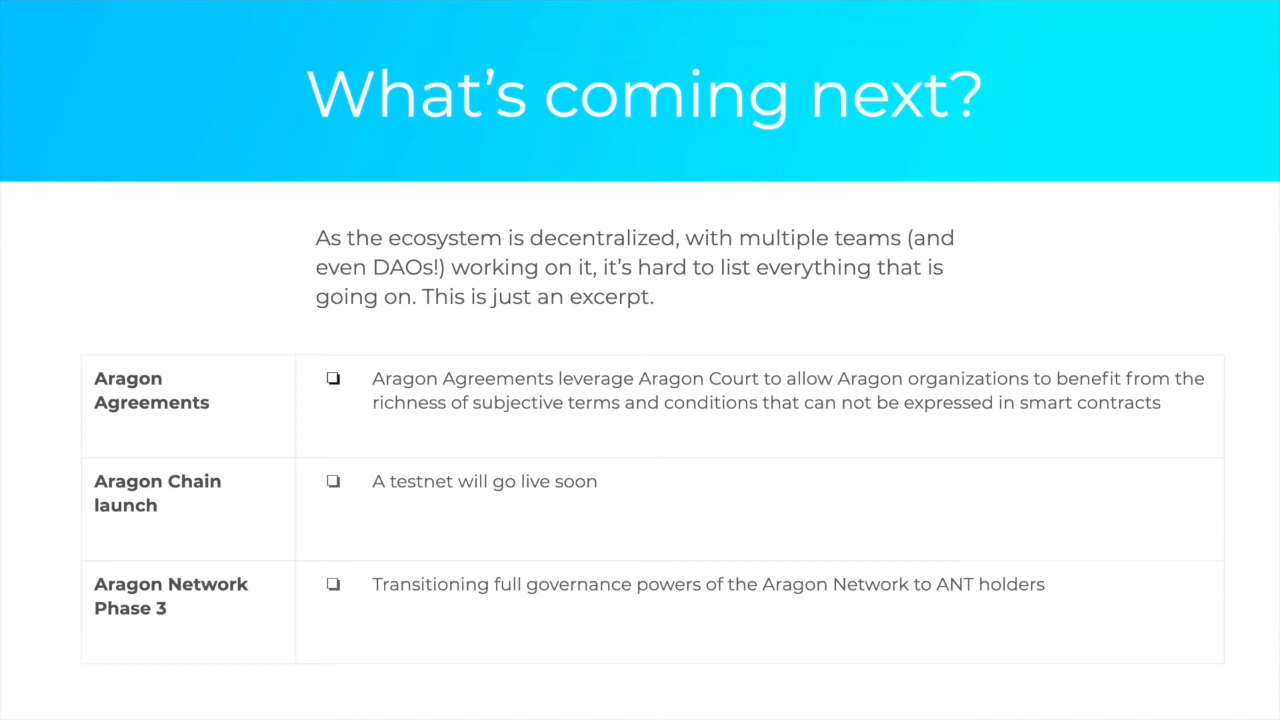 What’s coming next?
As the ecosystem is decentralized, with multiple teams (and
even DAOs!) working on it, it’s hard to list everything that is
going on. This is just an excerpt.
Aragon
Agreements
❏ Aragon Agreements leverage Aragon Court to allow Aragon organizations to benefit from the
richness of subjective terms and conditions that can not be expressed in smart contracts
Aragon Chain
launch
❏ A testnet will go live soon
Aragon Network
Phase 3
❏ Transitioning full governance powers of the Aragon Network to ANT holders